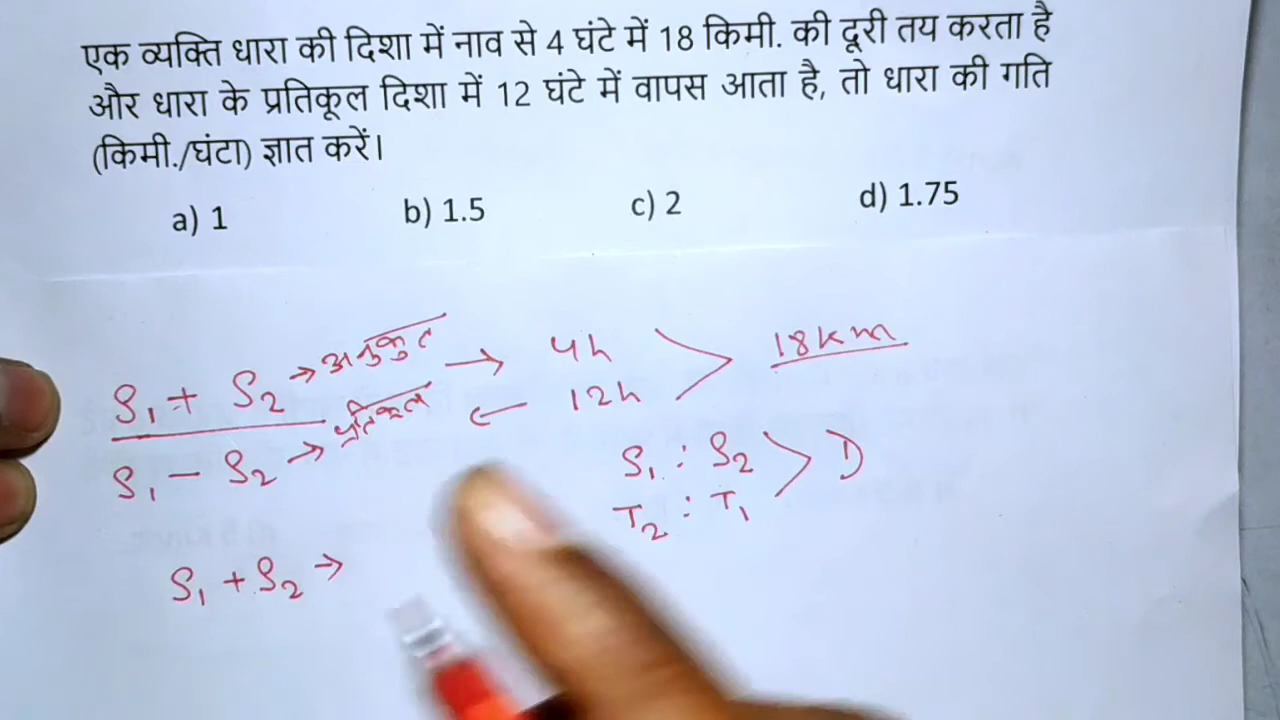 एक व्यक्ति धारा की दिशा में नाव से 4 घंटे में 18 किमी. की दूरी तय करता है
और धारा के प्रतिकूल दिशा में 12 घंटे में वापस आता है, तो धारा की गति
(किमी./घंटा) ज्ञात करें।
a) 1 b) 1.5 c) 2 d) 1.75
S₁ + S₂ → अनुकुल → 4h
18km
S₁ - S₂ → प्रतिकूल ← 12h
S₁ : S₂ > D
T₂ : T₁
S₁ + S₂ →